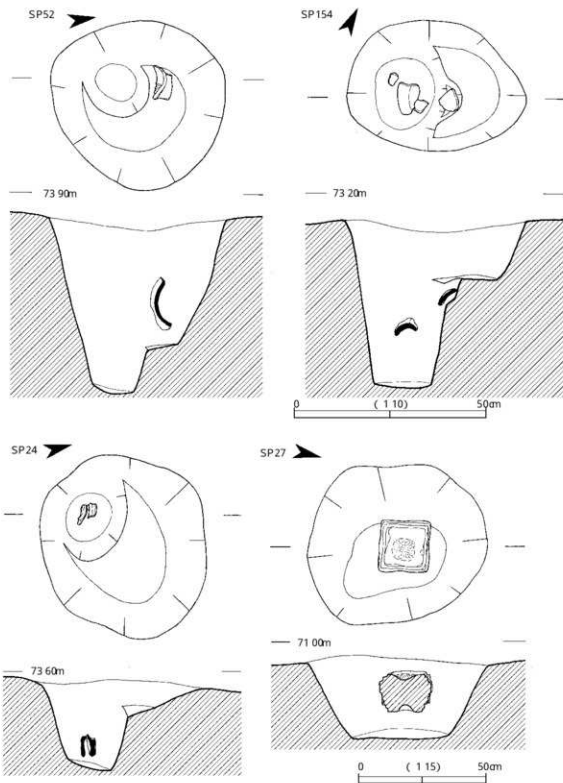 SP52
SP154
73 90m
73 20m
0 ( 1 10) 50cm
SP24
SP27
73 60m
71 00m
0 ( 1 15) 50cm